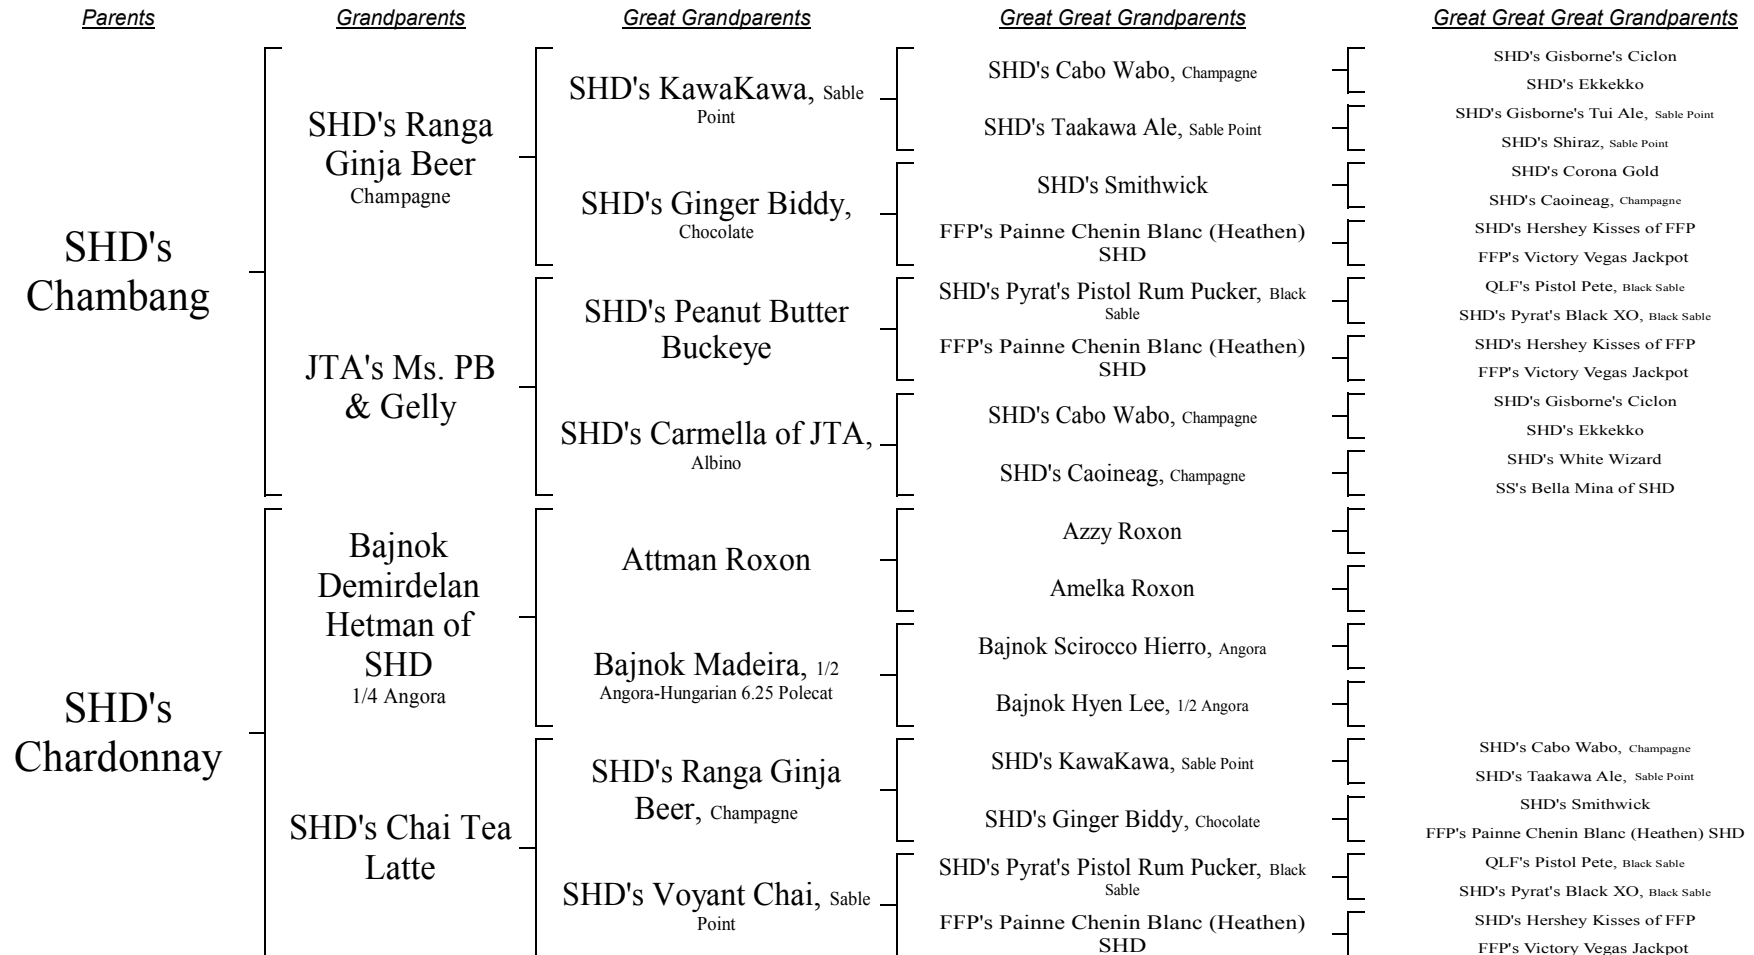 Parents
Grandparents
Great Grandparents
Great Great Grandparents
Great Great Great Grandparents
SHD's
Chambang
SHD's
Chardonnay
SHD's Ranga
Ginja Beer
Champagne
JTA's Ms. PB
& Gelly
Bajnok
Demirdelan
Hetman of
SHD
1/4 Angora
SHD's Chai Tea
Latte
SHD's KawaKawa, Sable
Point
SHD's Ginger Biddy,
Chocolate
SHD's Peanut Butter
Buckeye
SHD's Carmella of JTA,
Albino
Attman Roxon
Bajnok Madeira, 1/2
Angora-Hungarian 6.25 Polecat
SHD's Ranga Ginja
Beer, Champagne
SHD's Voyant Chai, Sable
Point
SHD's Cabo Wabo, Champagne
SHD's Taakawa Ale, Sable Point
SHD's Smithwick
FFP's Painne Chenin Blanc (Heathen)
SHD
SHD's Pyrat's Pistol Rum Pucker, Black
Sable
FFP's Painne Chenin Blanc (Heathen)
SHD
SHD's Cabo Wabo, Champagne
SHD's Caoineag, Champagne
Azzy Roxon
Amelka Roxon
Bajnok Scirocco Hierro, Angora
Bajnok Hyen Lee, 1/2 Angora
SHD's KawaKawa, Sable Point
SHD's Ginger Biddy, Chocolate
SHD's Pyrat's Pistol Rum Pucker, Black
Sable
FFP's Painne Chenin Blanc (Heathen)
SHD
SHD's Gisborne's Ciclon
SHD's Ekkekko
SHD's Gisborne's Tui Ale, Sable Point
SHD's Shiraz, Sable Point
SHD's Corona Gold
SHD's Caoineag, Champagne
SHD's Hershey Kisses of FFP
FFP's Victory Vegas Jackpot
QLF's Pistol Pete, Black Sable
SHD's Pyrat's Black XO, Black Sable
SHD's Hershey Kisses of FFP
FFP's Victory Vegas Jackpot
SHD's Gisborne's Ciclon
SHD's Ekkekko
SHD's White Wizard
SS's Bella Mina of SHD
SHD's Cabo Wabo, Champagne
SHD's Taakawa Ale, Sable Point
SHD's Smithwick
FFP's Painne Chenin Blanc (Heathen) SHD
QLF's Pistol Pete, Black Sable
SHD's Pyrat's Black XO, Black Sable
SHD's Hershey Kisses of FFP
FFP's Victory Vegas Jackpot